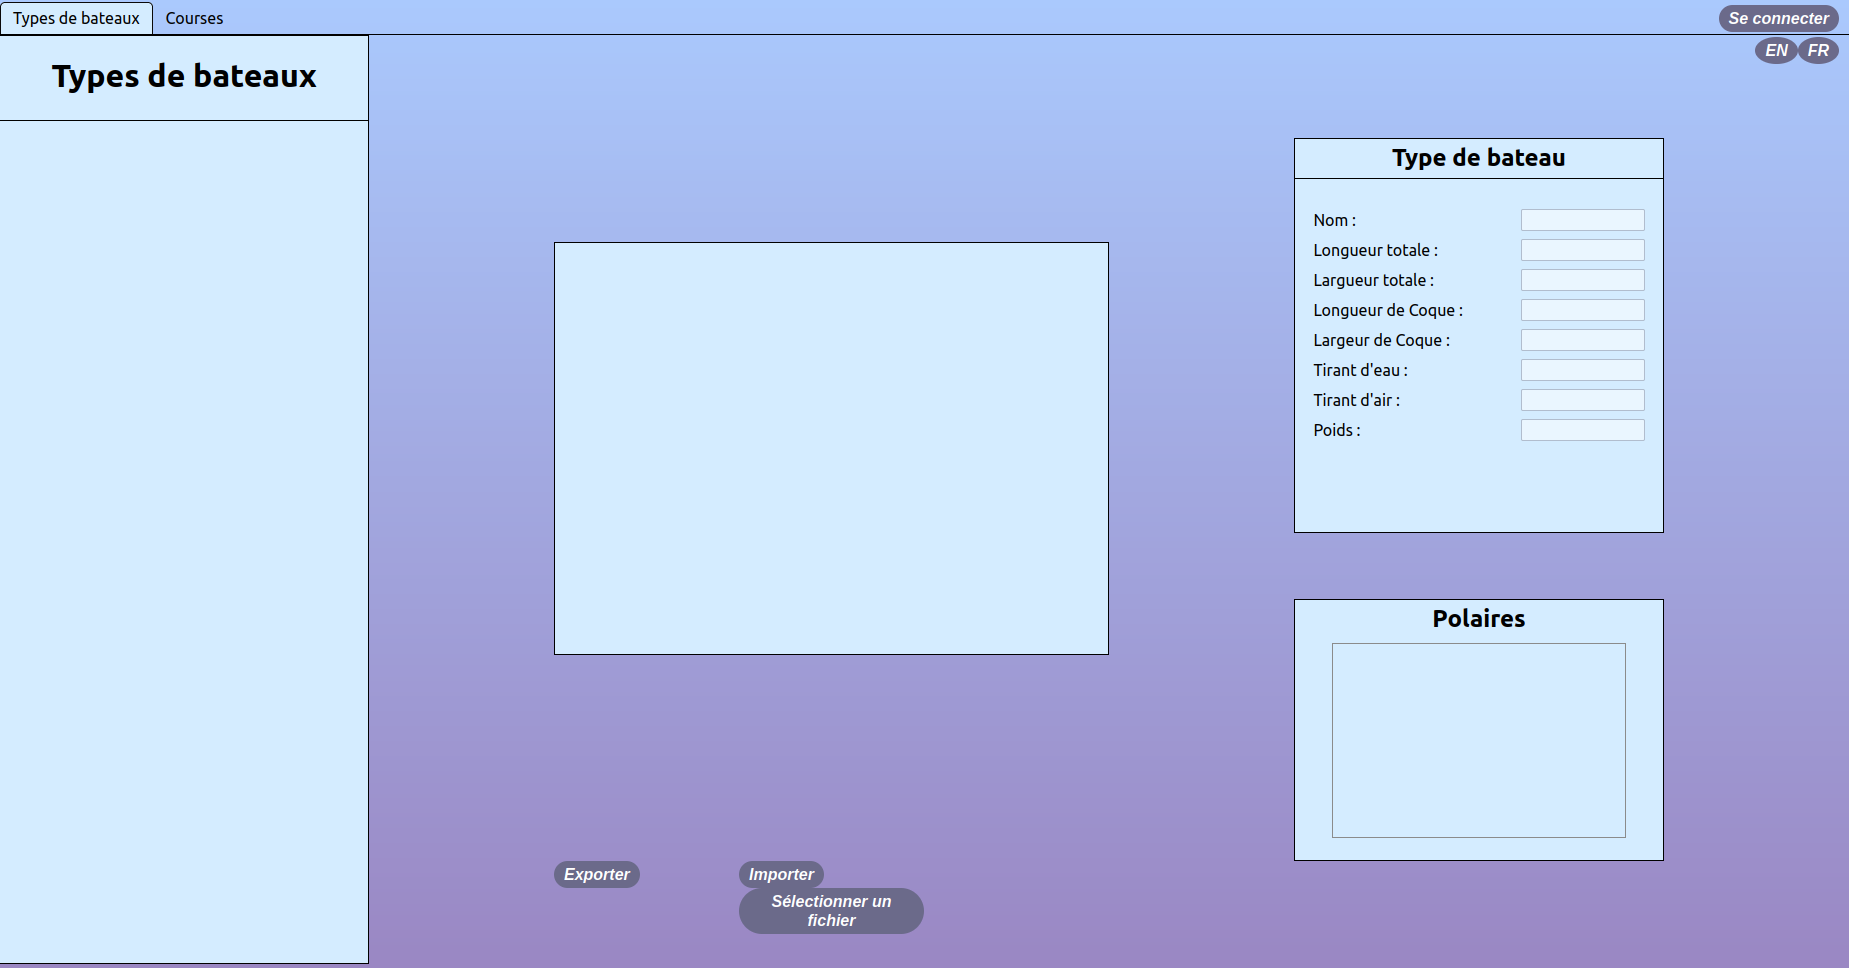 Types de bateaux
Courses
Se connecter
EN
FR
Types de bateaux
Type de bateau
Nom :
Longueur totale :
Largueur totale :
Longueur de Coque :
Largeur de Coque :
Tirant d'eau :
Tirant d'air :
Poids :
Polaires
Exporter
Importer
Sélectionner un
fichier